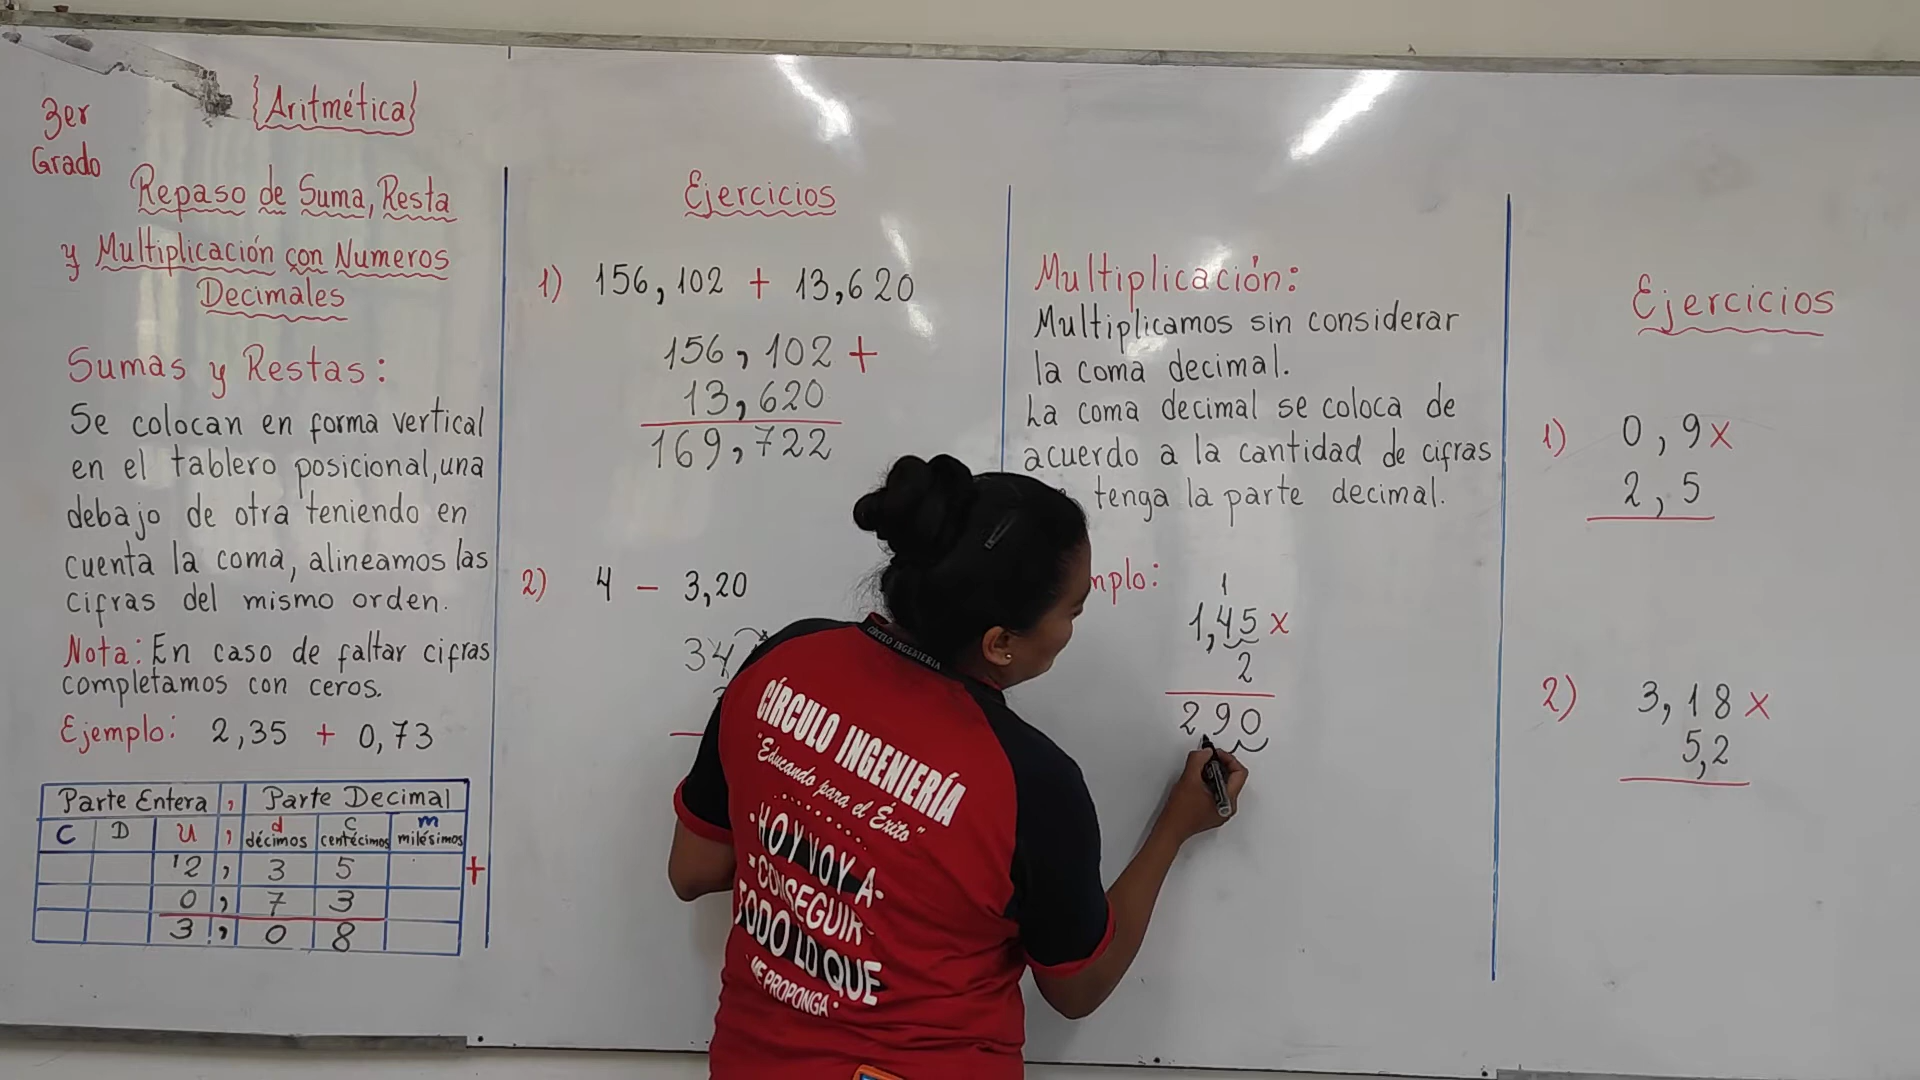 3er
Grado
{Aritmética}
Repaso de Suma, Resta
y Multiplicación con Numeros
Decimales
Sumas y Restas:
Se colocan en forma vertical
en el tablero posicional, una
debajo de otra teniendo en
cuenta la coma, alineamos las
cifras del mismo orden.
Nota: En caso de faltar cifras
completamos con ceros.
Ejemplo: 2,35 + 0,73
Parte Entera , Parte Decimal
C D U , d décimos c centécimos m milésimos
12 , 3 5 +
0 , 7 3
3 , 0 8
Ejercicios
1) 156,102 + 13,620
156,102 +
13,620
169,722
2) 4 - 3,20
34
Multiplicación:
Multiplicamos sin considerar
la coma decimal.
La coma decimal se coloca de
acuerdo a la cantidad de cifras
tenga la parte decimal.
mplo:
1
1,45 x
2
290
Ejercicios
1) 0,9 x
2,5
2) 3,18 x
5,2
CÍRCULO INGENIERÍA
CÍRCULO INGENIERÍA
"Educando para el Éxito"
·HOY VOY A·
·CONSEGUIR·
TODO LO QUE
ME PROPONGA·